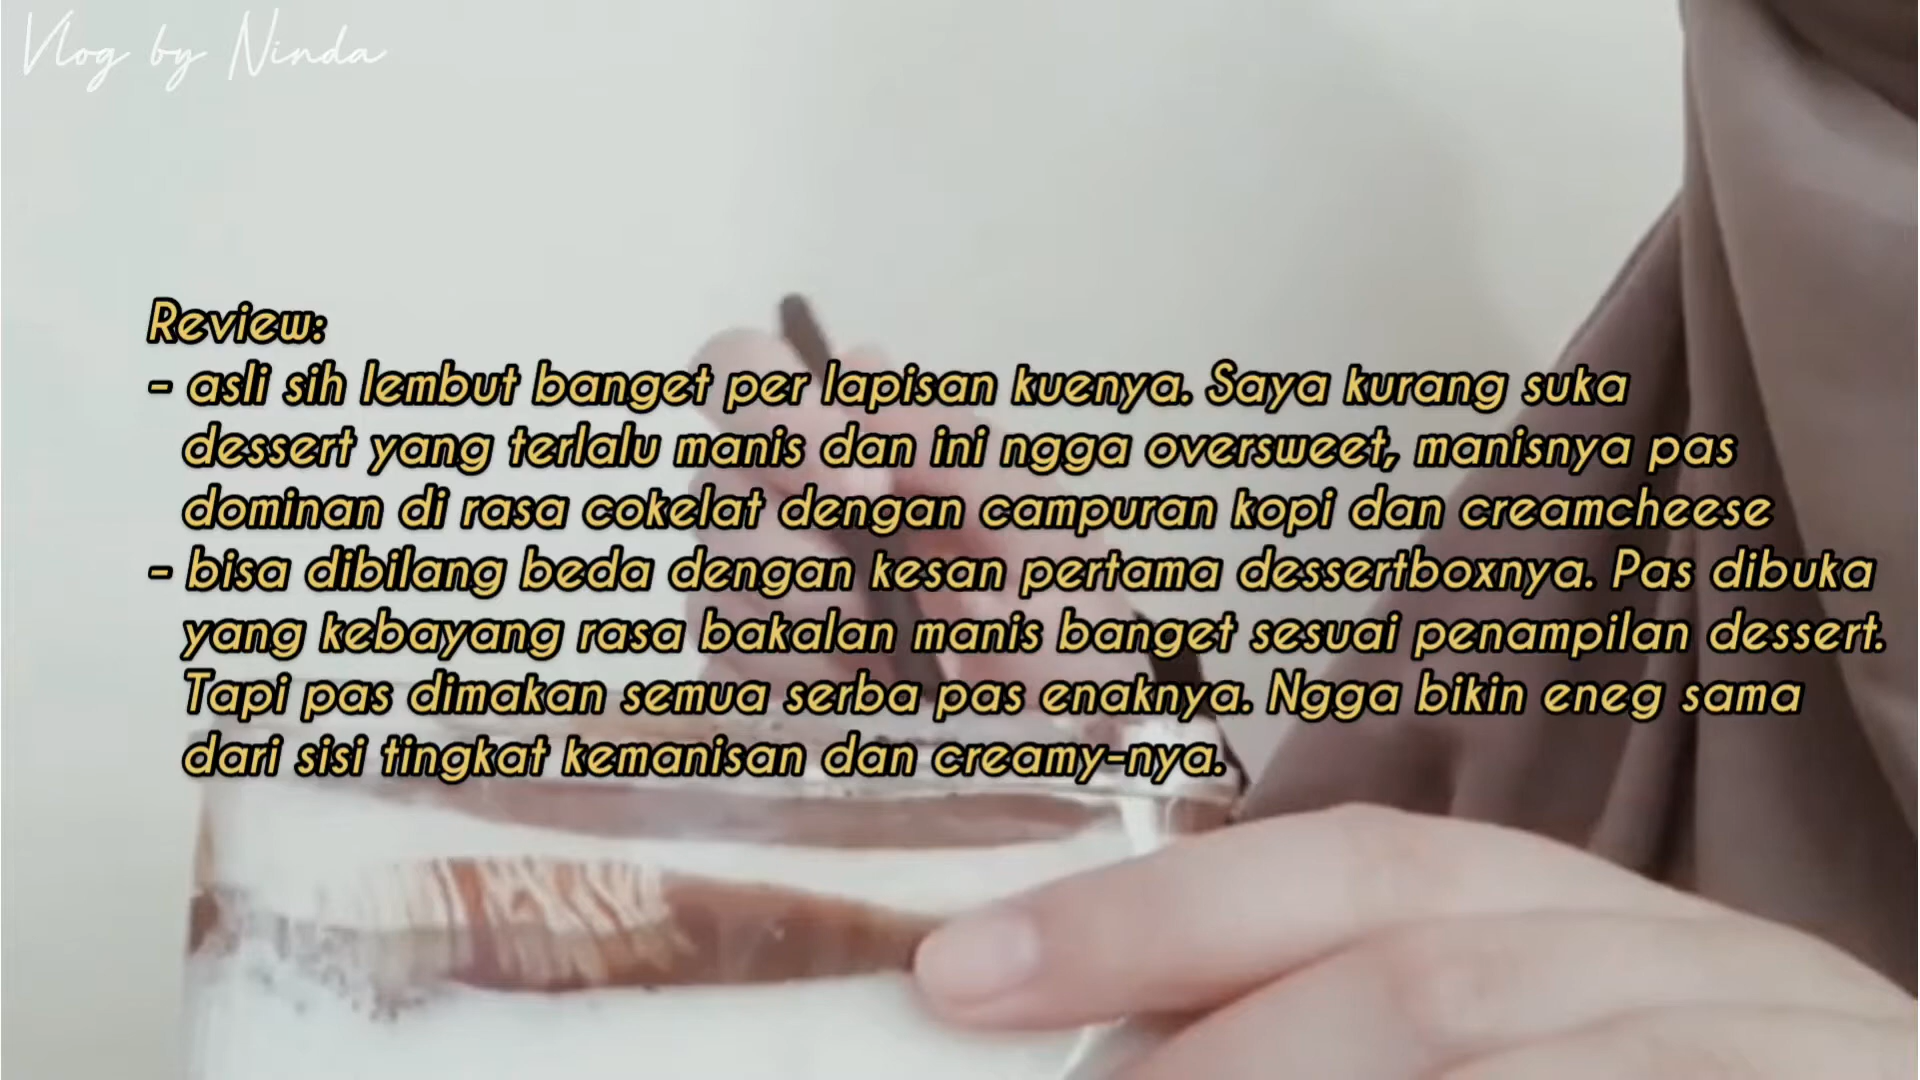 Vlog by Ninda
Review:
- asli sih lembut banget per lapisan kuenya. Saya kurang suka
dessert yang terlalu manis dan ini ngga oversweet, manisnya pas
dominan di rasa cokelat dengan campuran kopi dan creamcheese
- bisa dibilang beda dengan kesan pertama dessertboxnya. Pas dibuka
yang kebayang rasa bakalan manis banget sesuai penampilan dessert.
Tapi pas dimakan semua serba pas enaknya. Ngga bikin eneg sama
dari sisi tingkat kemanisan dan creamy-nya.